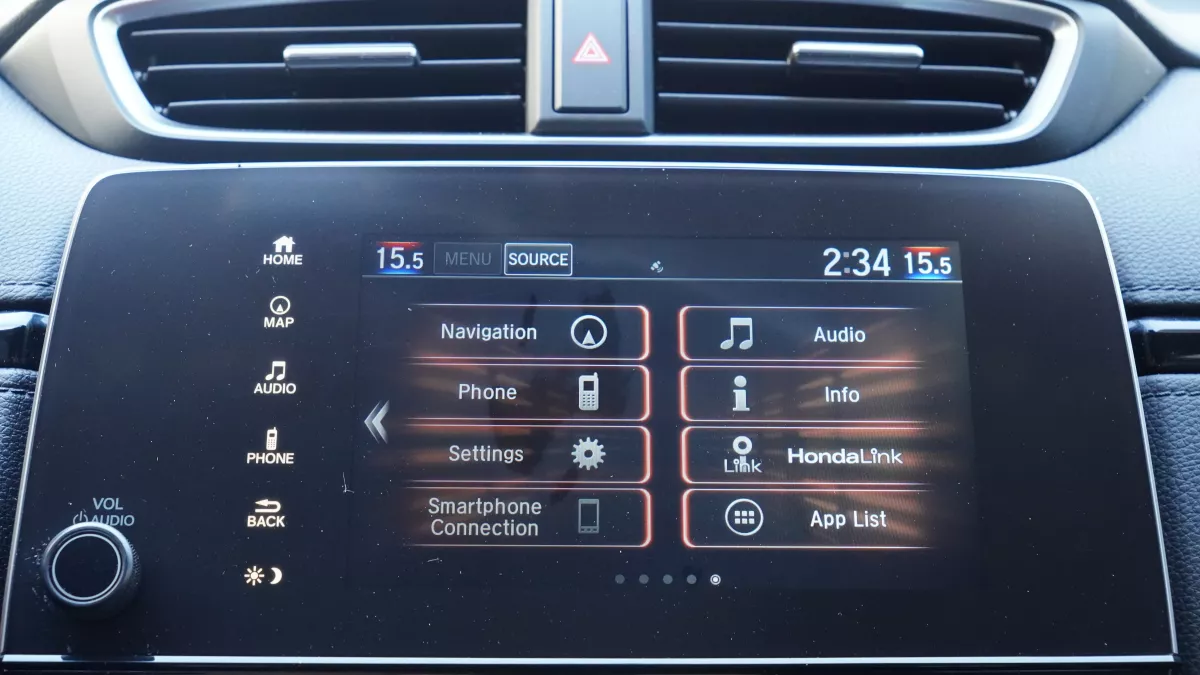 15.5 MENU SOURCE 2:34 15.5
HOME
MAP
AUDIO
PHONE
BACK
VOL
AUDIO
Navigation
Phone
Settings
Smartphone
Connection
Audio
Info
Link HondaLink
App List